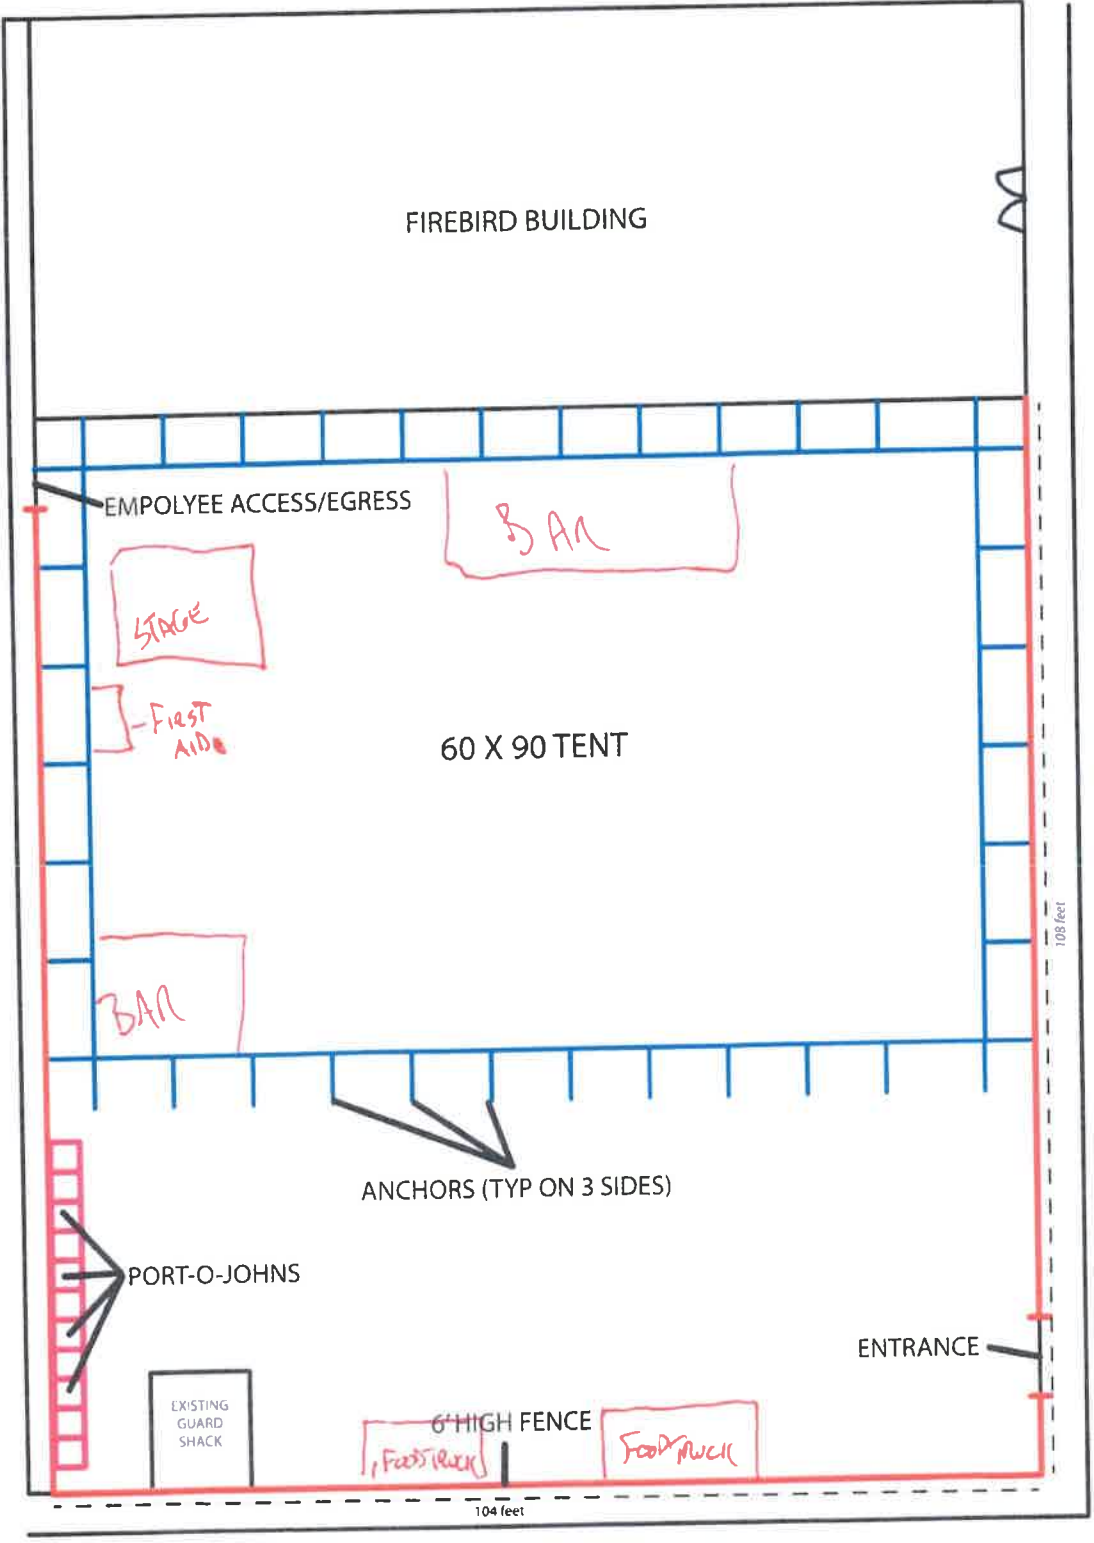 FIREBIRD BUILDING
EMPOLYEE ACCESS/EGRESS
BAR
STAGE
FIRST
AID
60 X 90 TENT
108 feet
BAR
ANCHORS (TYP ON 3 SIDES)
PORT-O-JOHNS
ENTRANCE
EXISTING
GUARD
SHACK
6' HIGH FENCE
FOOD TRUCK
FOOD TRUCK
104 feet